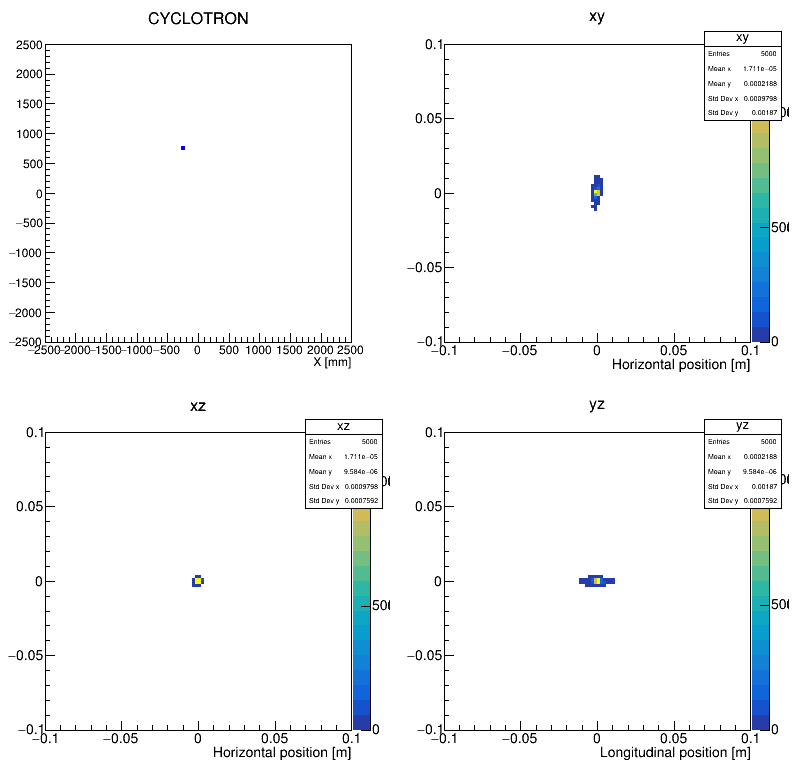 CYCLOTRON
2500
2000
1500
1000
500
0
−500
−1000
−1500
−2000
−2500
−2500 −2000 −1500 −1000 −500 0 500 1000 1500 2000 2500
X [mm]
xy
0.1
0.05
0
−0.05
−0.1
−0.1 −0.05 0 0.05 0.1
Horizontal position [m]
xy
Entries 5000
Mean x 1.711e−05
Mean y 0.0002188
Std Dev x 0.0009798
Std Dev y 0.00187
500
0
xz
0.1
0.05
0
−0.05
−0.1
−0.1 −0.05 0 0.05 0.1
Horizontal position [m]
xz
Entries 5000
Mean x 1.711e−05
Mean y 9.584e−06
Std Dev x 0.0009798
Std Dev y 0.0007592
0
yz
0.1
0.05
0
−0.05
−0.1
−0.1 −0.05 0 0.05 0.1
Longitudinal position [m]
yz
Entries 5000
Mean x 0.0002188
Mean y 9.584e−06
Std Dev x 0.00187
Std Dev y 0.0007592
500
0